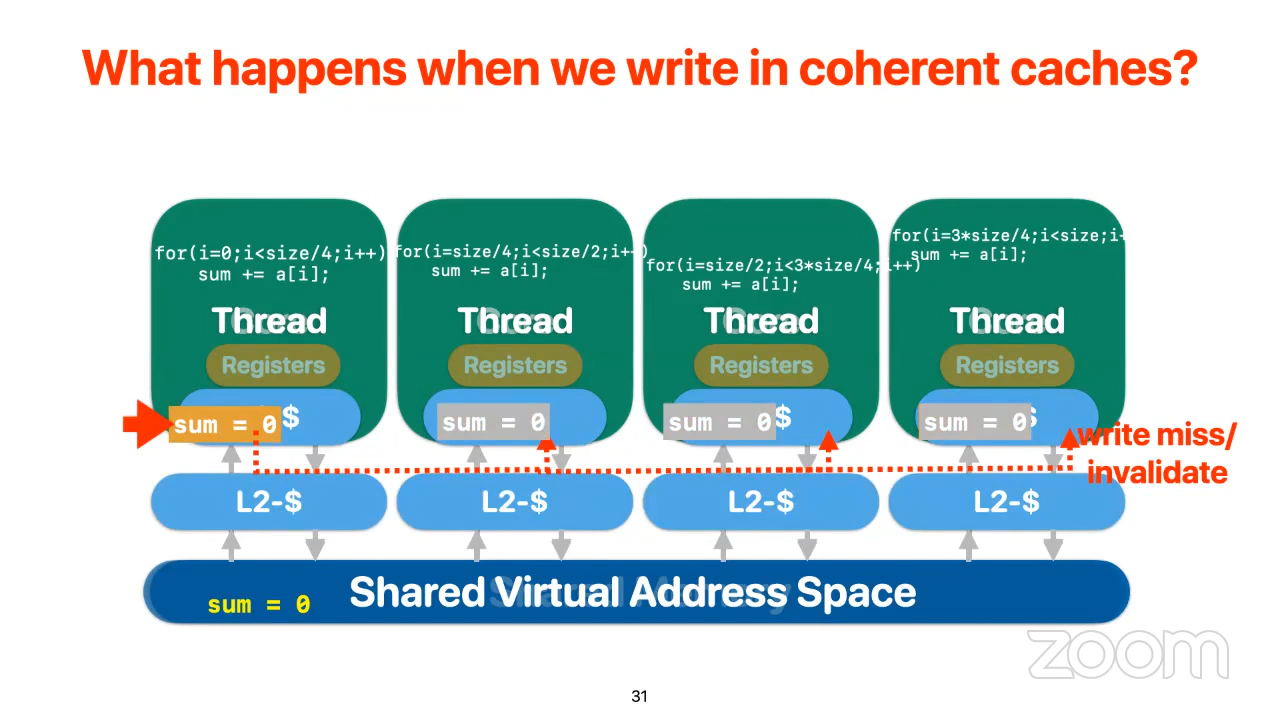 What happens when we write in coherent caches?
for(i=0;i<size/4;i++)
sum += a[i];
for(i=size/4;i<size/2;i++)
sum += a[i];
for(i=size/2;i<3*size/4;i++)
sum += a[i];
for(i=3*size/4;i<size;i+
sum += a[i];
Thread
Thread
Thread
Thread
Registers
Registers
Registers
Registers
sum = 0
$
sum = 0
sum = 0
$
sum = 0
$
write miss/
invalidate
L2-$
L2-$
L2-$
L2-$
sum = 0
Shared Virtual Address Space
zoom
31